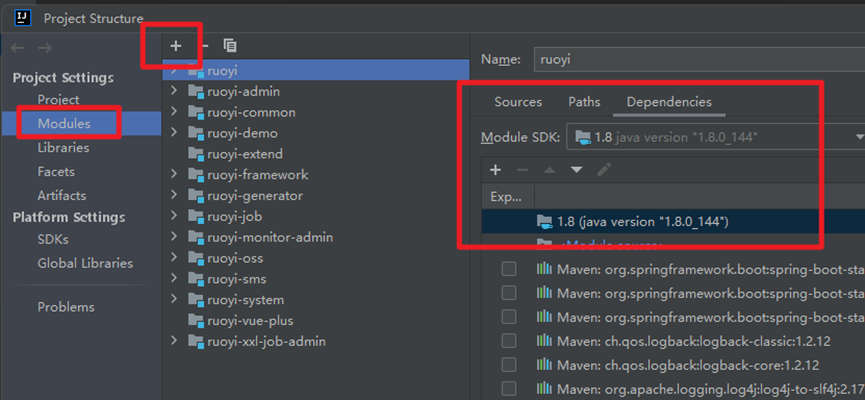 Project Structure
Project Settings
Project
Modules
Libraries
Facets
Artifacts
Platform Settings
SDKs
Global Libraries
Problems
ruoyi
ruoyi-admin
ruoyi-common
ruoyi-demo
ruoyi-extend
ruoyi-framework
ruoyi-generator
ruoyi-job
ruoyi-monitor-admin
ruoyi-oss
ruoyi-sms
ruoyi-system
ruoyi-vue-plus
ruoyi-xxl-job-admin
Name: ruoyi
Sources Paths Dependencies
Module SDK: 1.8 java version "1.8.0_144"
Exp...
1.8 (java version "1.8.0_144")
<Module source>
Maven: org.springframework.boot:spring-boot-sta
Maven: org.springframework.boot:spring-boot-sta
Maven: org.springframework.boot:spring-boot-sta
Maven: ch.qos.logback:logback-classic:1.2.12
Maven: ch.qos.logback:logback-core:1.2.12
Maven: org.apache.logging.log4j:log4j-to-slf4j:2.17